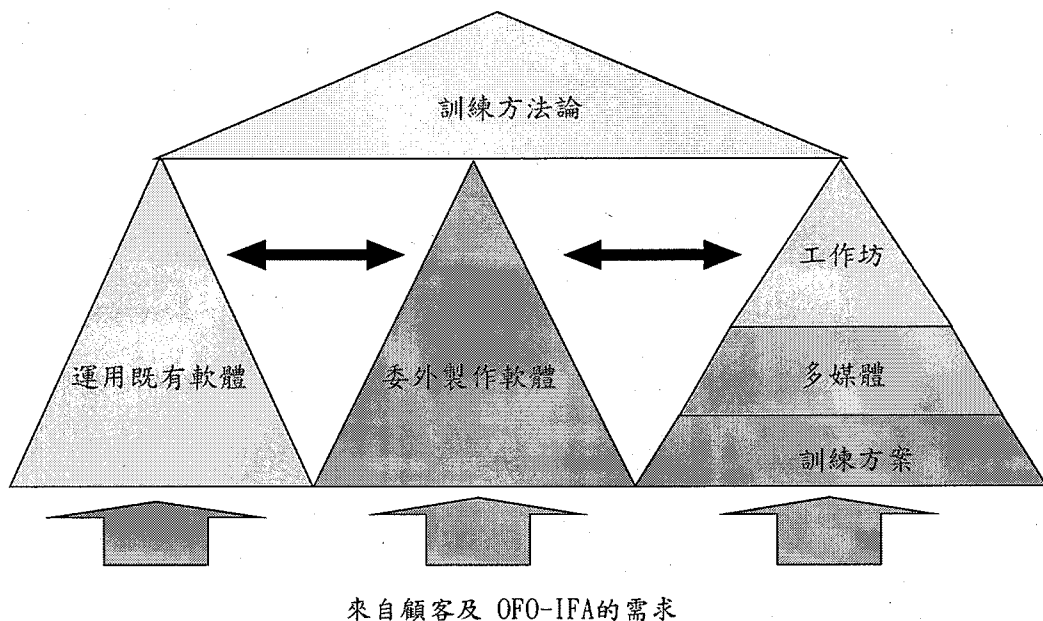 訓練方法論
工作坊
運用既有軟體
委外製作軟體
多媒體
訓練方案
來自顧客及 OFO-IFA的需求